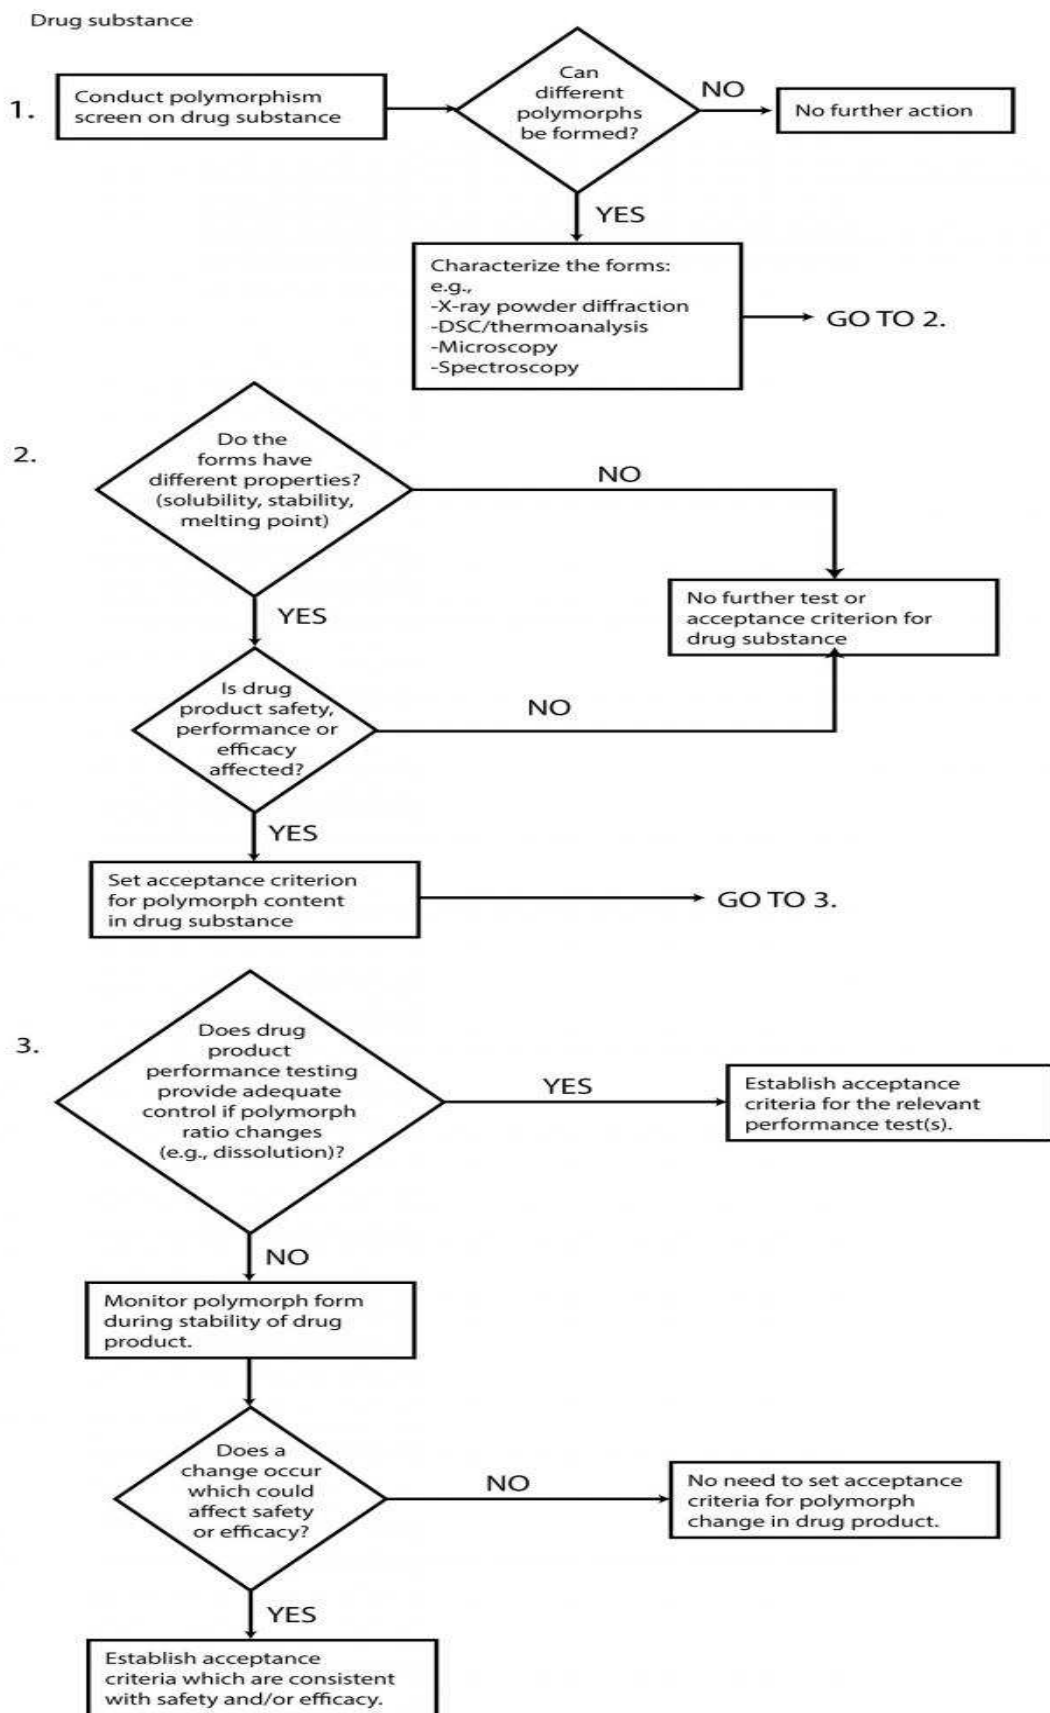 Drug substance
1.
Conduct polymorphism
screen on drug substance
Can
different
polymorphs
be formed?
NO
No further action
YES
Characterize the forms:
e.g.,
-X-ray powder diffraction
-DSC/thermoanalysis
-Microscopy
-Spectroscopy
GO TO 2.
2.
Do the
forms have
different properties?
(solubility, stability,
melting point)
NO
No further test or
acceptance criterion for
drug substance
YES
Is drug
product safety,
performance or
efficacy
affected?
NO
YES
Set acceptance criterion
for polymorph content
in drug substance
GO TO 3.
3.
Does drug
product
performance testing
provide adequate
control if polymorph
ratio changes
(e.g., dissolution)?
YES
Establish acceptance
criteria for the relevant
performance test(s).
NO
Monitor polymorph form
during stability of drug
product.
Does a
change occur
which could
affect safety
or efficacy?
NO
No need to set acceptance
criteria for polymorph
change in drug product.
YES
Establish acceptance
criteria which are consistent
with safety and/or efficacy.